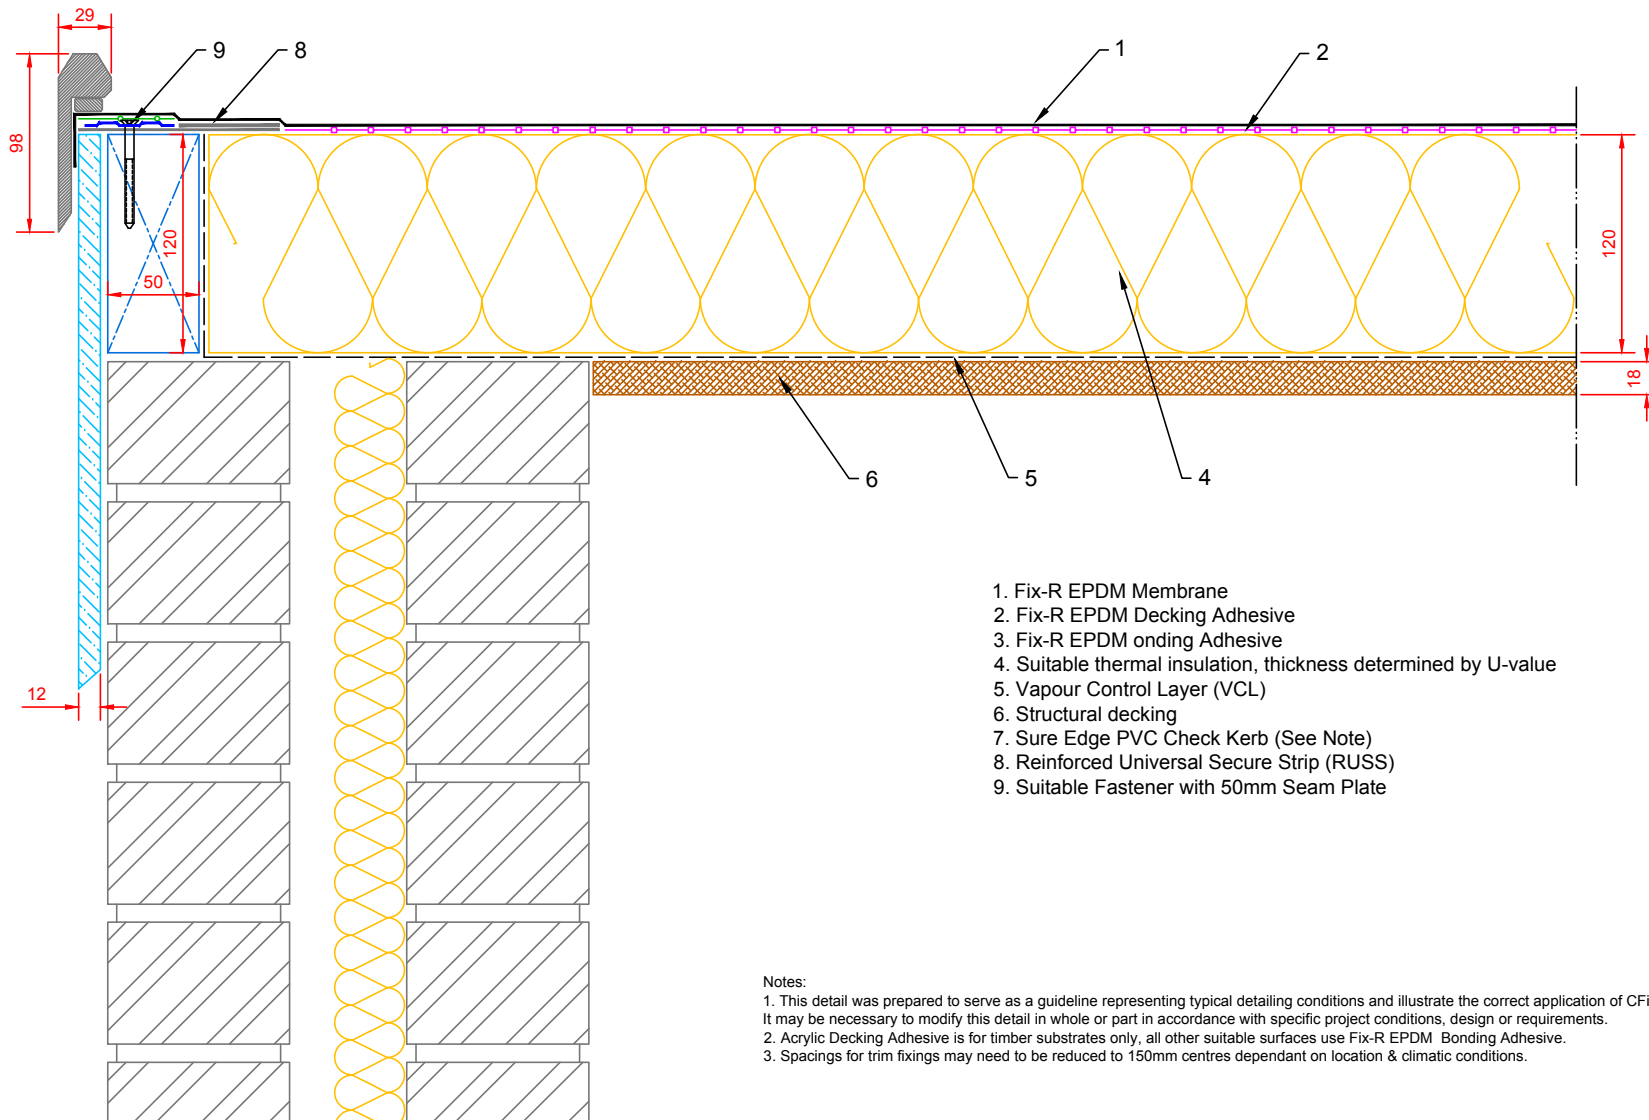 29
9
8
1
2
98
120
50
120
18
6
5
4
12
1. Fix-R EPDM Membrane
2. Fix-R EPDM Decking Adhesive
3. Fix-R EPDM onding Adhesive
4. Suitable thermal insulation, thickness determined by U-value
5. Vapour Control Layer (VCL)
6. Structural decking
7. Sure Edge PVC Check Kerb (See Note)
8. Reinforced Universal Secure Strip (RUSS)
9. Suitable Fastener with 50mm Seam Plate
Notes:
1. This detail was prepared to serve as a guideline representing typical detailing conditions and illustrate the correct application of CFi
It may be necessary to modify this detail in whole or part in accordance with specific project conditions, design or requirements.
2. Acrylic Decking Adhesive is for timber substrates only, all other suitable surfaces use Fix-R EPDM Bonding Adhesive.
3. Spacings for trim fixings may need to be reduced to 150mm centres dependant on location & climatic conditions.